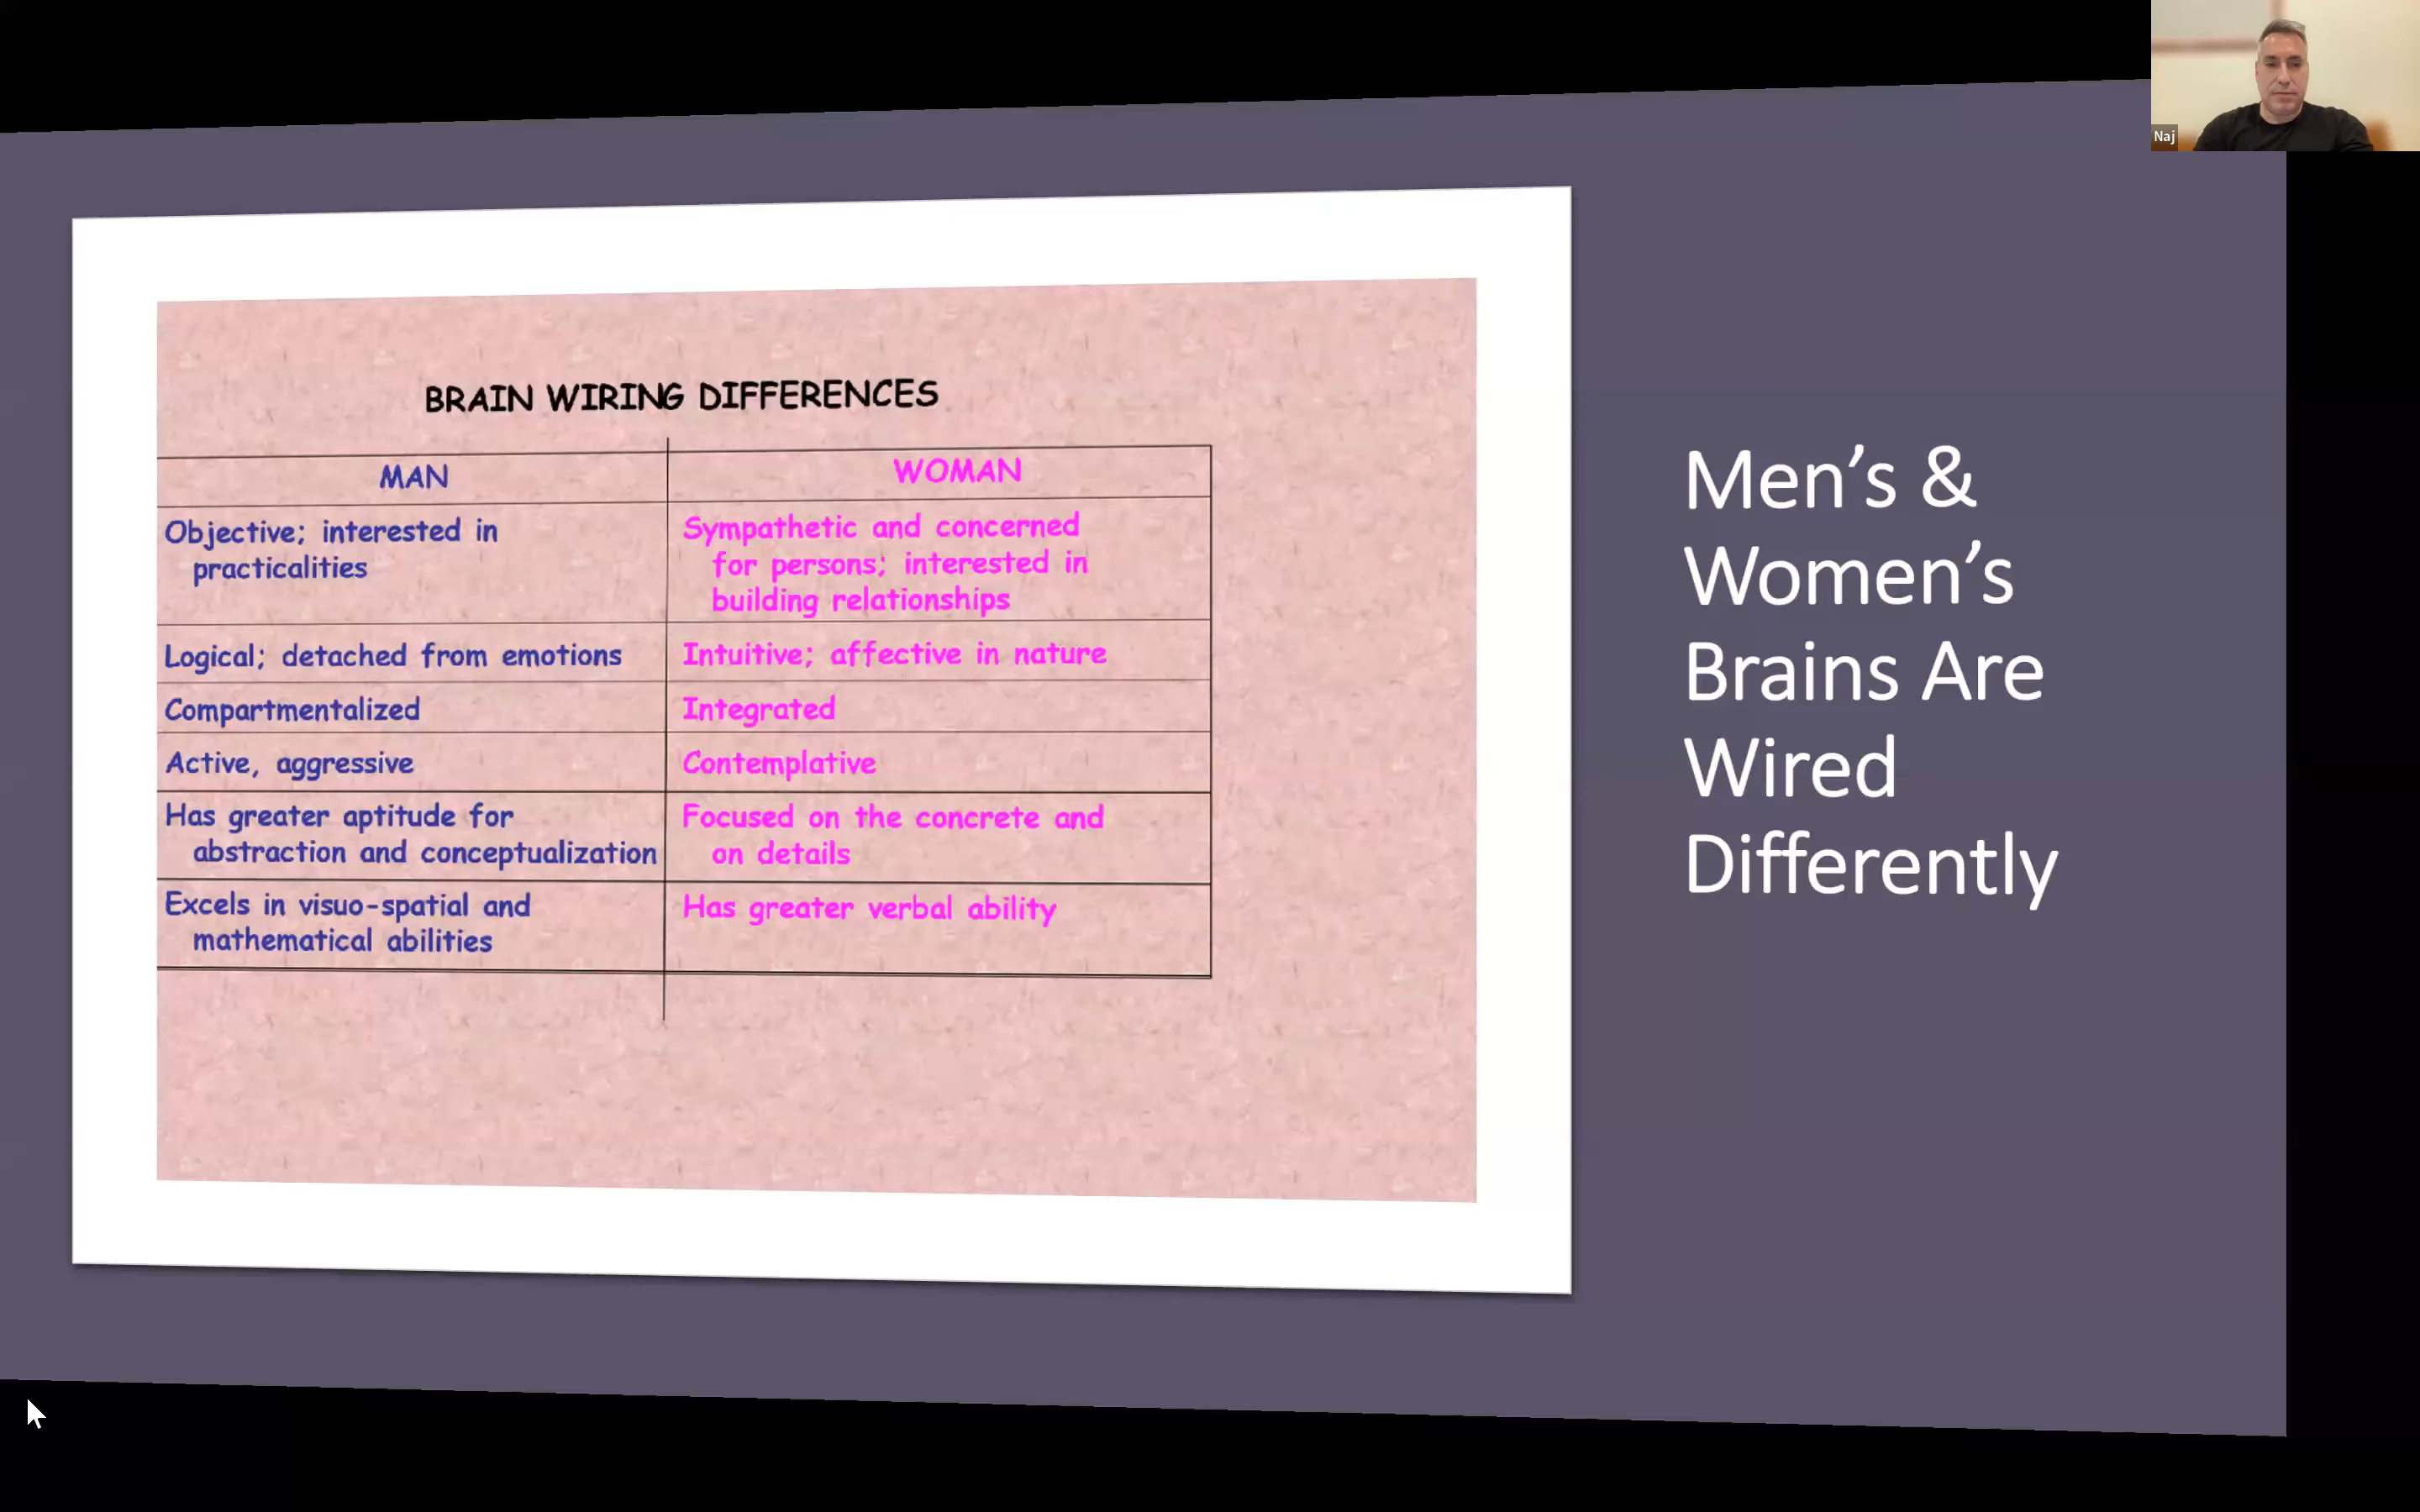 Naj
BRAIN WIRING DIFFERENCES
MAN
WOMAN
Objective; interested in
practicalities
Sympathetic and concerned
for persons; interested in
building relationships
Logical; detached from emotions
Intuitive; affective in nature
Compartmentalized
Integrated
Active, aggressive
Contemplative
Has greater aptitude for
abstraction and conceptualization
Focused on the concrete and
on details
Excels in visuo-spatial and
mathematical abilities
Has greater verbal ability
Men’s &
Women’s
Brains Are
Wired
Differently